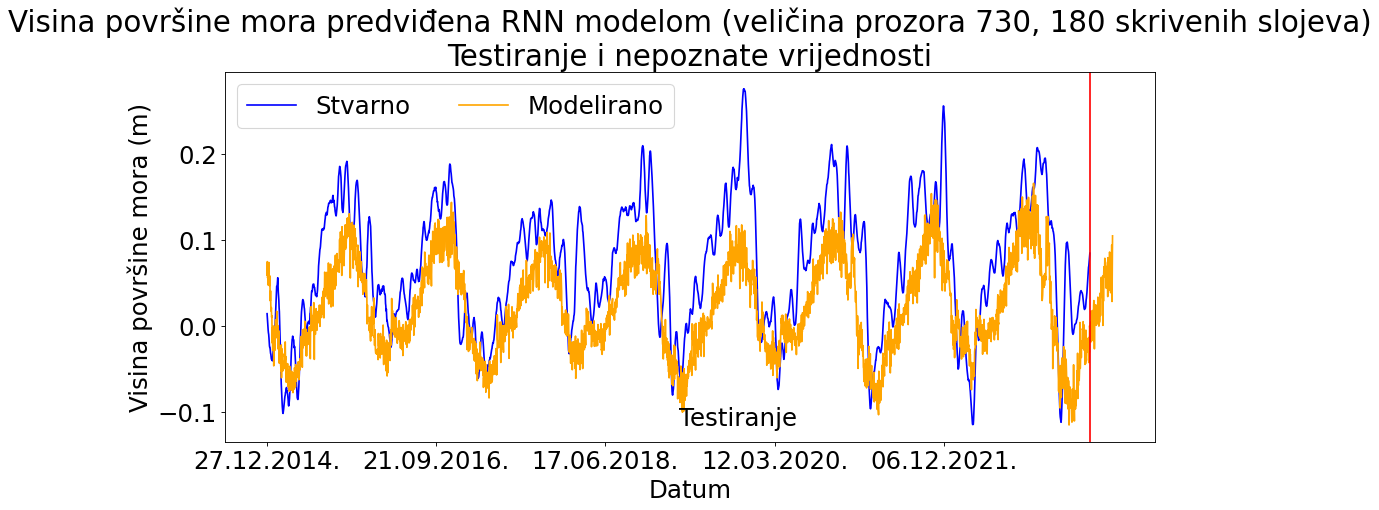 Visina površine mora predviđena RNN modelom (veličina prozora 730, 180 skrivenih slojeva)
Testiranje i nepoznate vrijednosti
Stvarno Modelirano
Visina površine mora (m)
0.2
0.1
0.0
−0.1
Testiranje
27.12.2014. 21.09.2016. 17.06.2018. 12.03.2020. 06.12.2021.
Datum